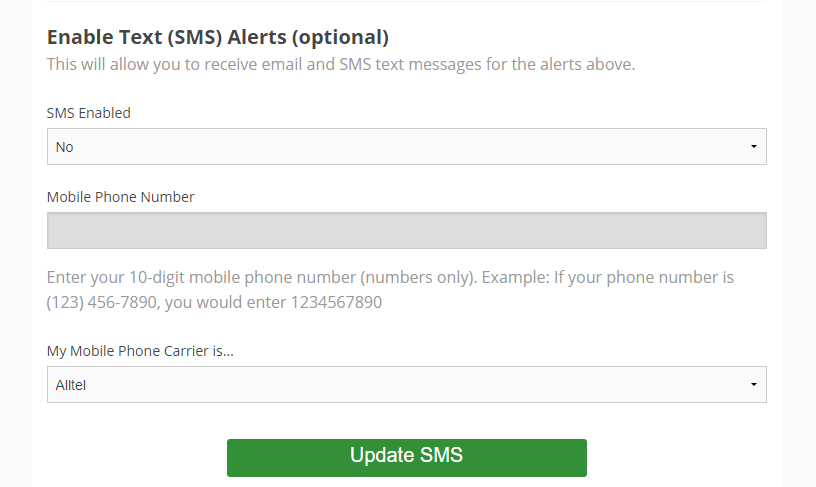 Enable Text (SMS) Alerts (optional)
This will allow you to receive email and SMS text messages for the alerts above.
SMS Enabled
No
Mobile Phone Number
Enter your 10-digit mobile phone number (numbers only). Example: If your phone number is
(123) 456-7890, you would enter 1234567890
My Mobile Phone Carrier is...
Alltel
Update SMS